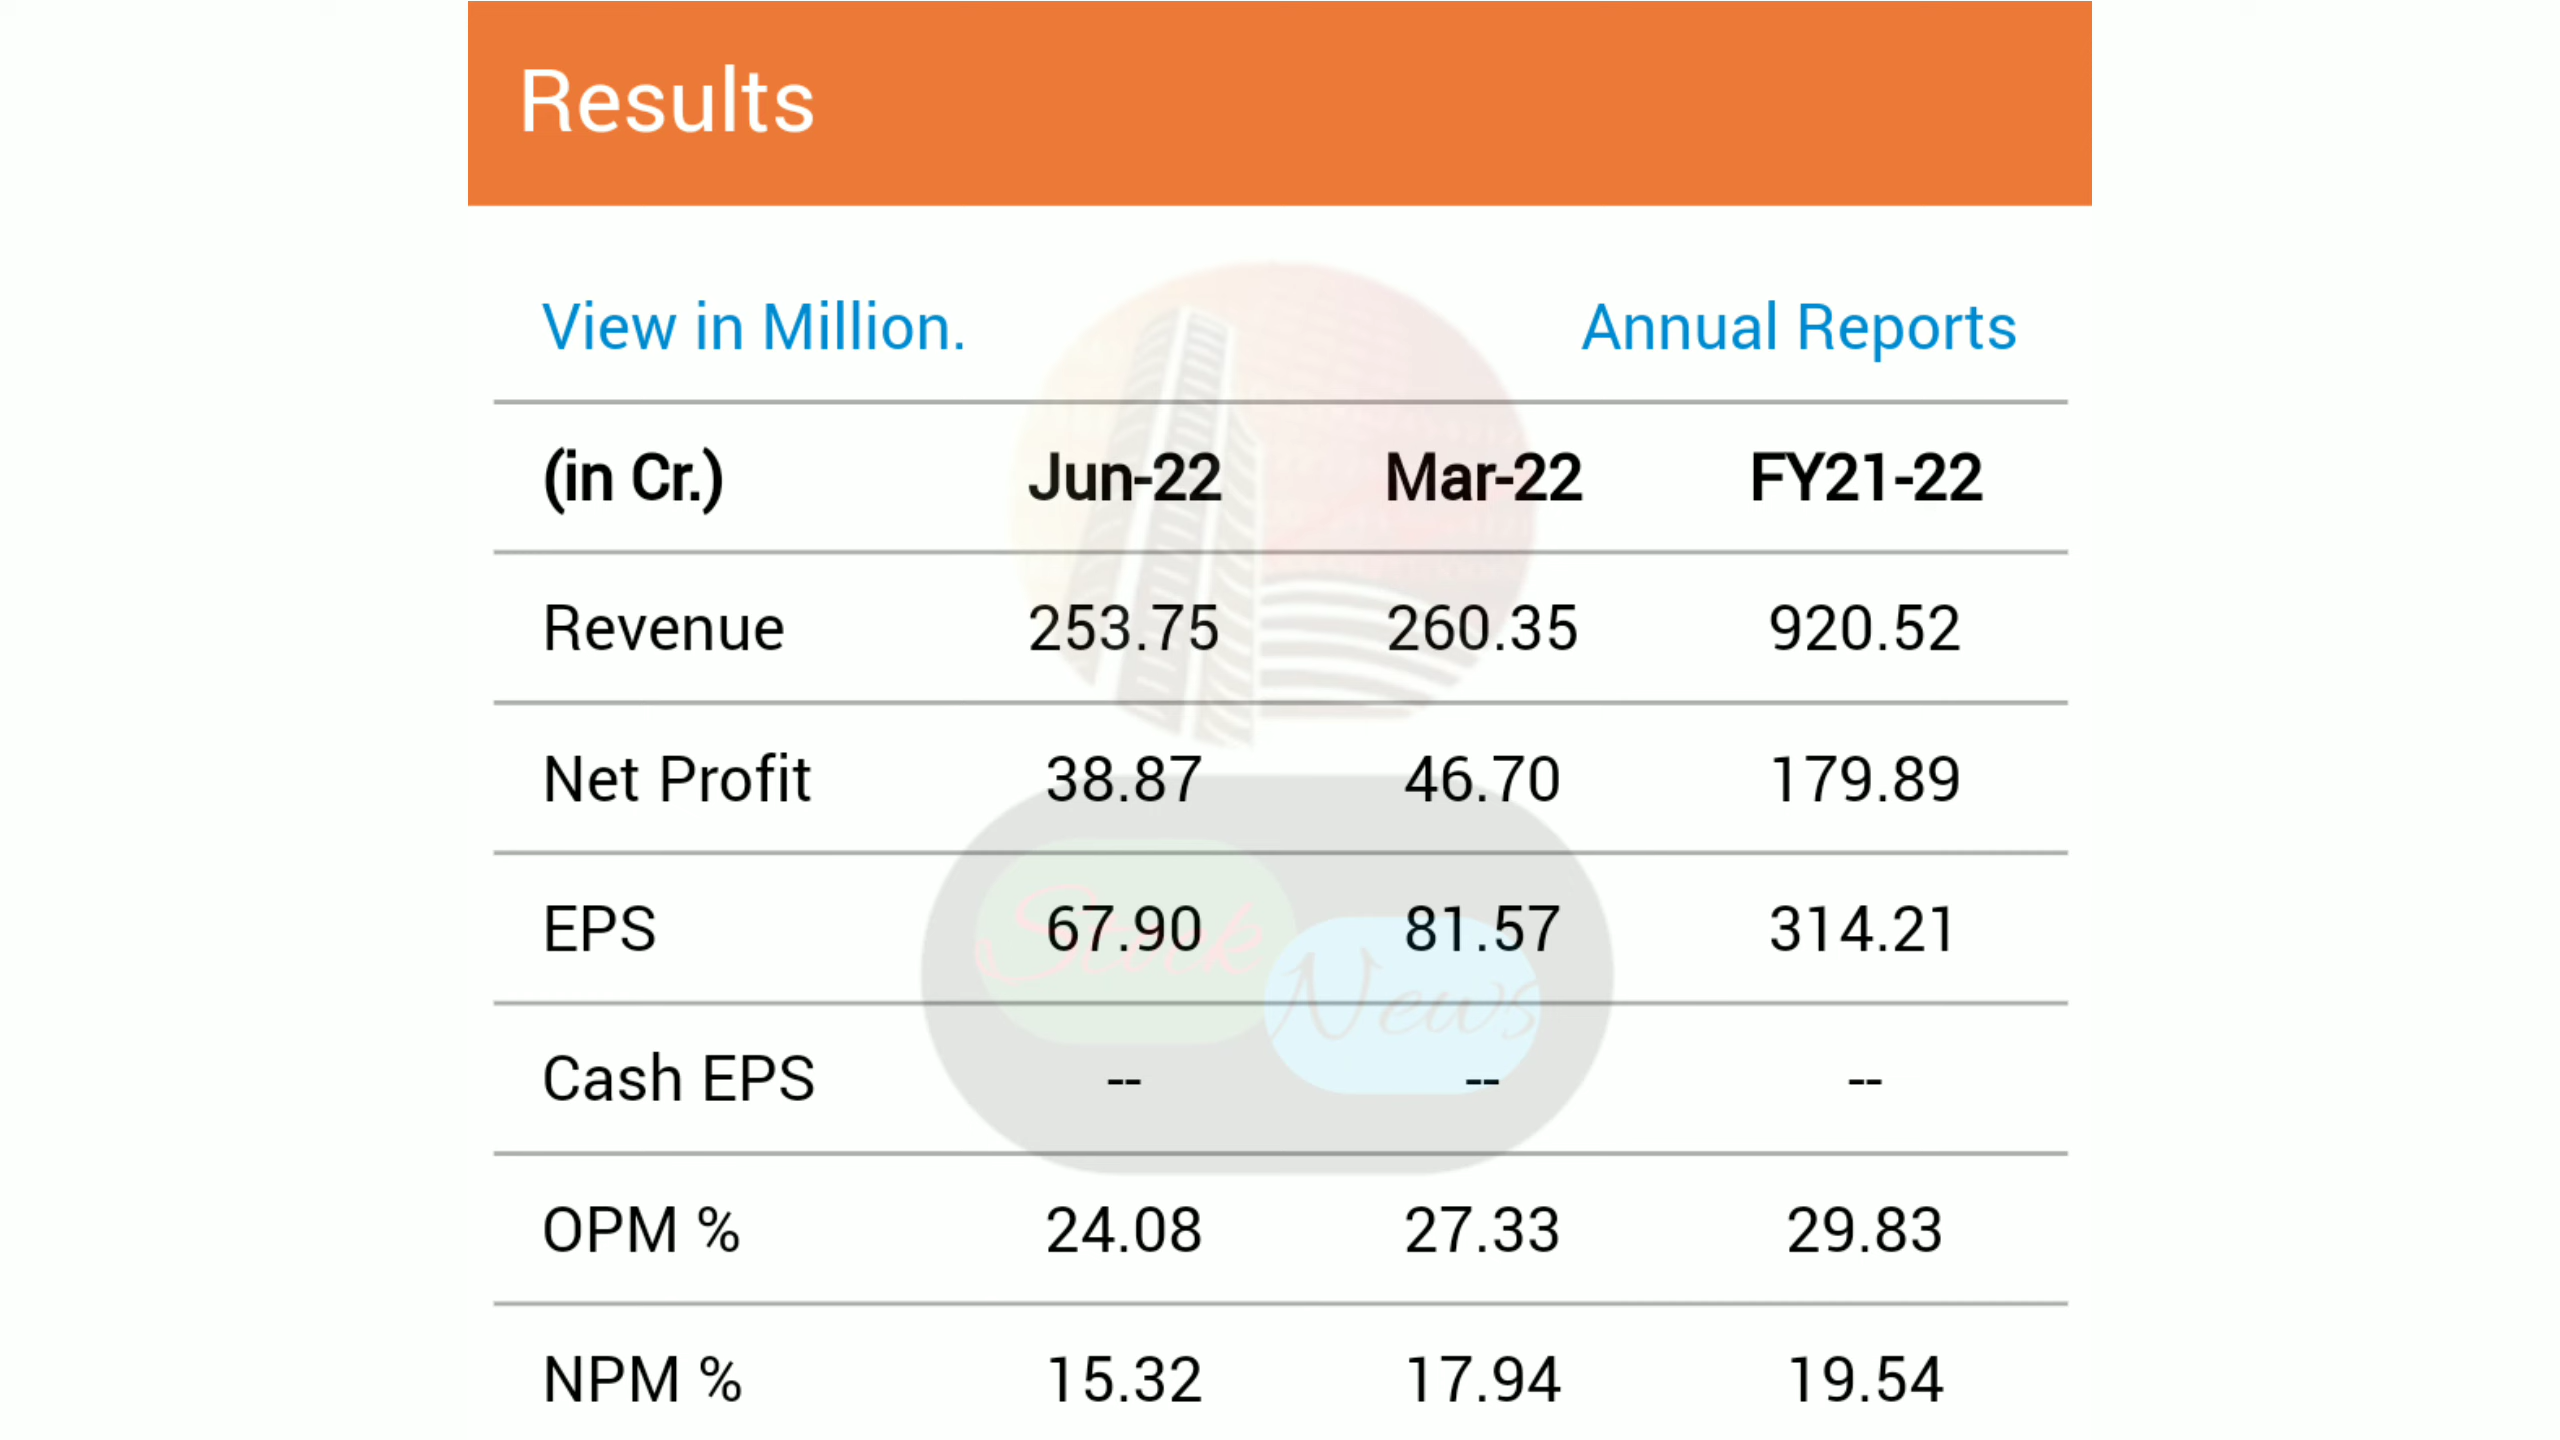 Results
View in Million. Annual Reports
(in Cr.) Jun-22 Mar-22 FY21-22
Revenue 253.75 260.35 920.52
Net Profit 38.87 46.70 179.89
EPS 67.90 81.57 314.21
Stock
News
Cash EPS -- -- --
OPM % 24.08 27.33 29.83
NPM % 15.32 17.94 19.54